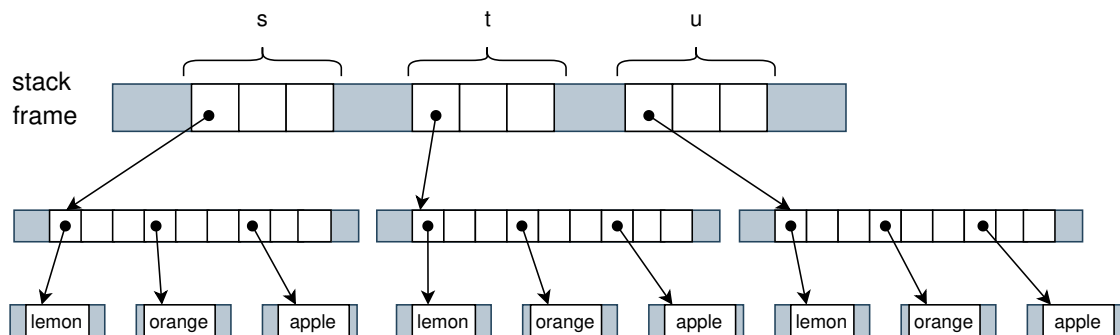 s t u
stack
frame
lemon orange apple lemon orange apple lemon orange apple